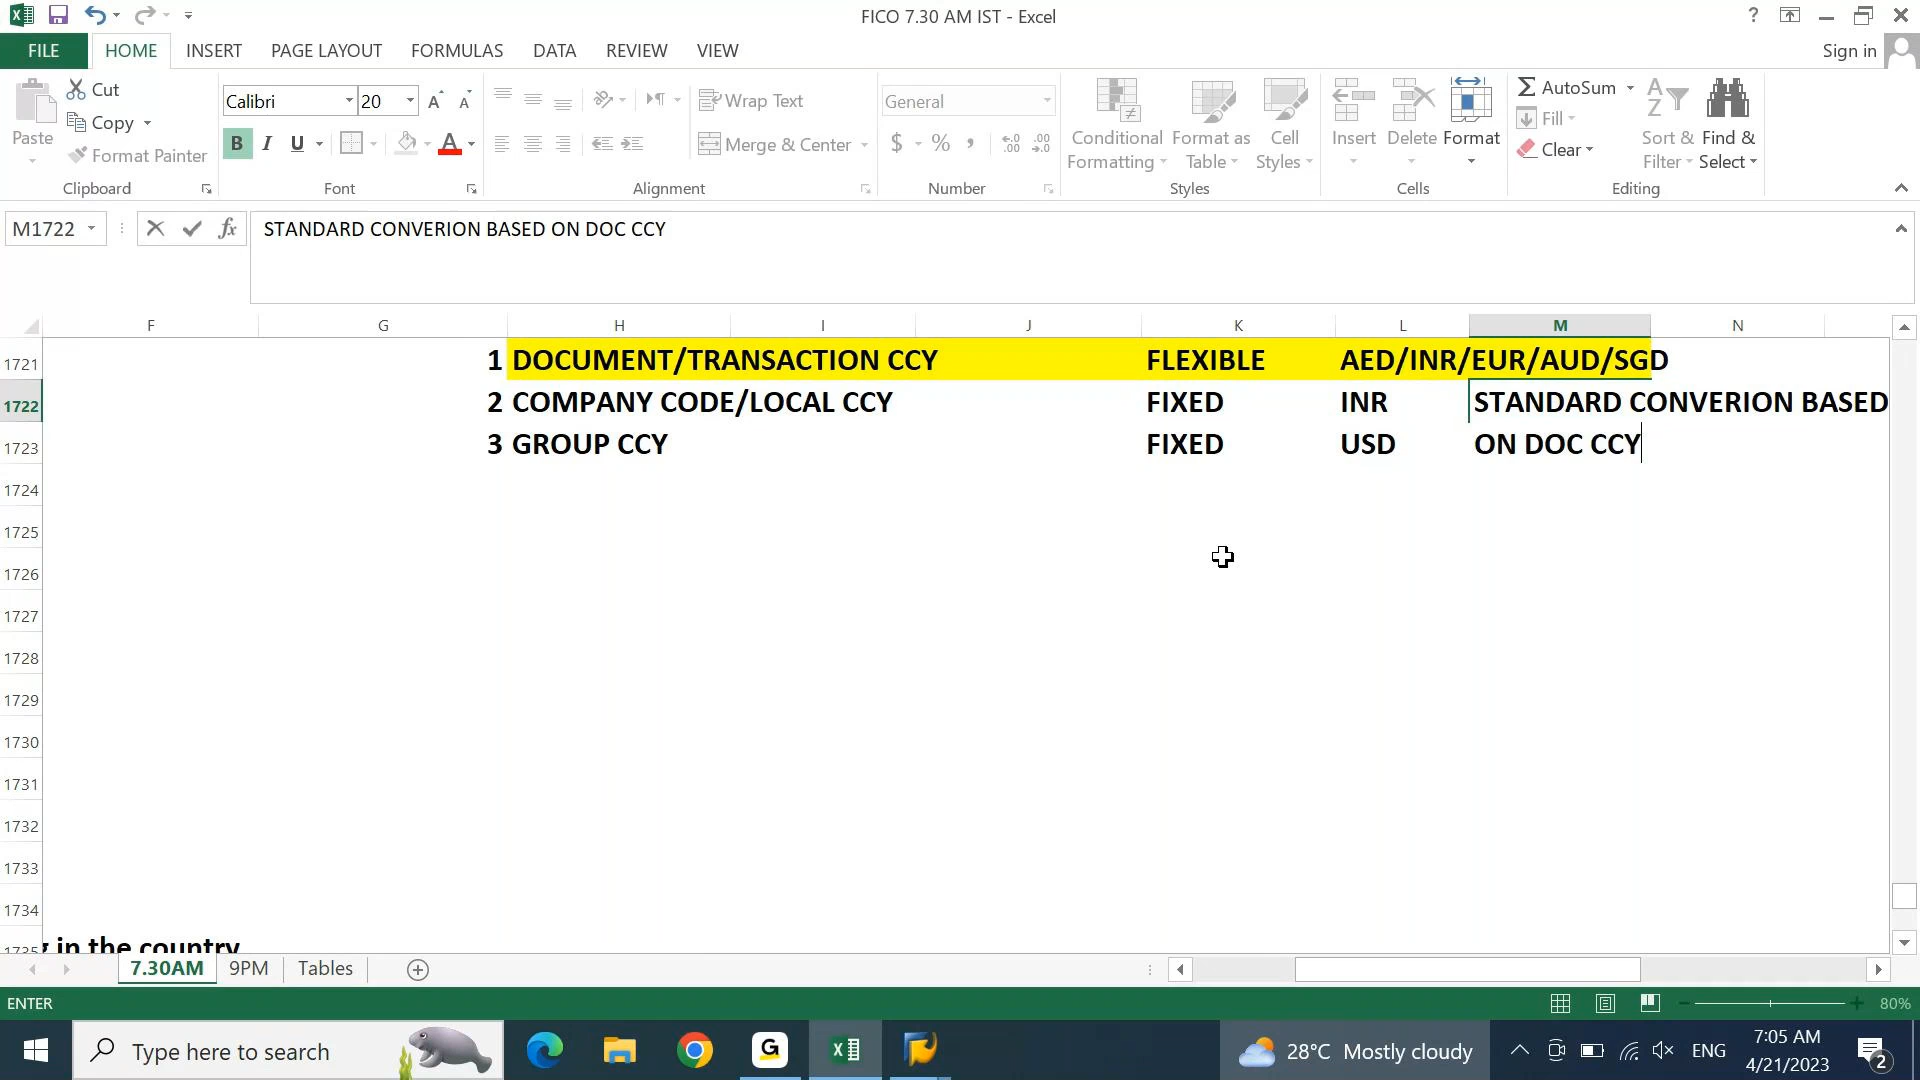 FICO 7.30 AM IST - Excel
?
FILE HOME INSERT PAGE LAYOUT FORMULAS DATA REVIEW VIEW Sign in
Paste
Cut
Copy
Format Painter
Clipboard
Calibri 20 A A
B I U A
Font
Wrap Text
Merge & Center
Alignment
General
$ % ,
Number
Conditional Formatting
Format as Table
Cell Styles
Styles
Insert Delete Format
Cells
AutoSum
Fill
Clear
Sort & Filter
Find & Select
Editing
M1722 fx STANDARD CONVERION BASED ON DOC CCY
F G H I J K L M N
1721 1 DOCUMENT/TRANSACTION CCY FLEXIBLE AED/INR/EUR/AUD/SGD
1722 2 COMPANY CODE/LOCAL CCY FIXED INR STANDARD CONVERION BASED
1723 3 GROUP CCY FIXED USD ON DOC CCY
1724
1725
1726
1727
1728
1729
1730
1731
1732
1733
1734
1735 in the country
7.30AM 9PM Tables
ENTER 80%
Type here to search
28°C Mostly cloudy
ENG
7:05 AM
4/21/2023
2